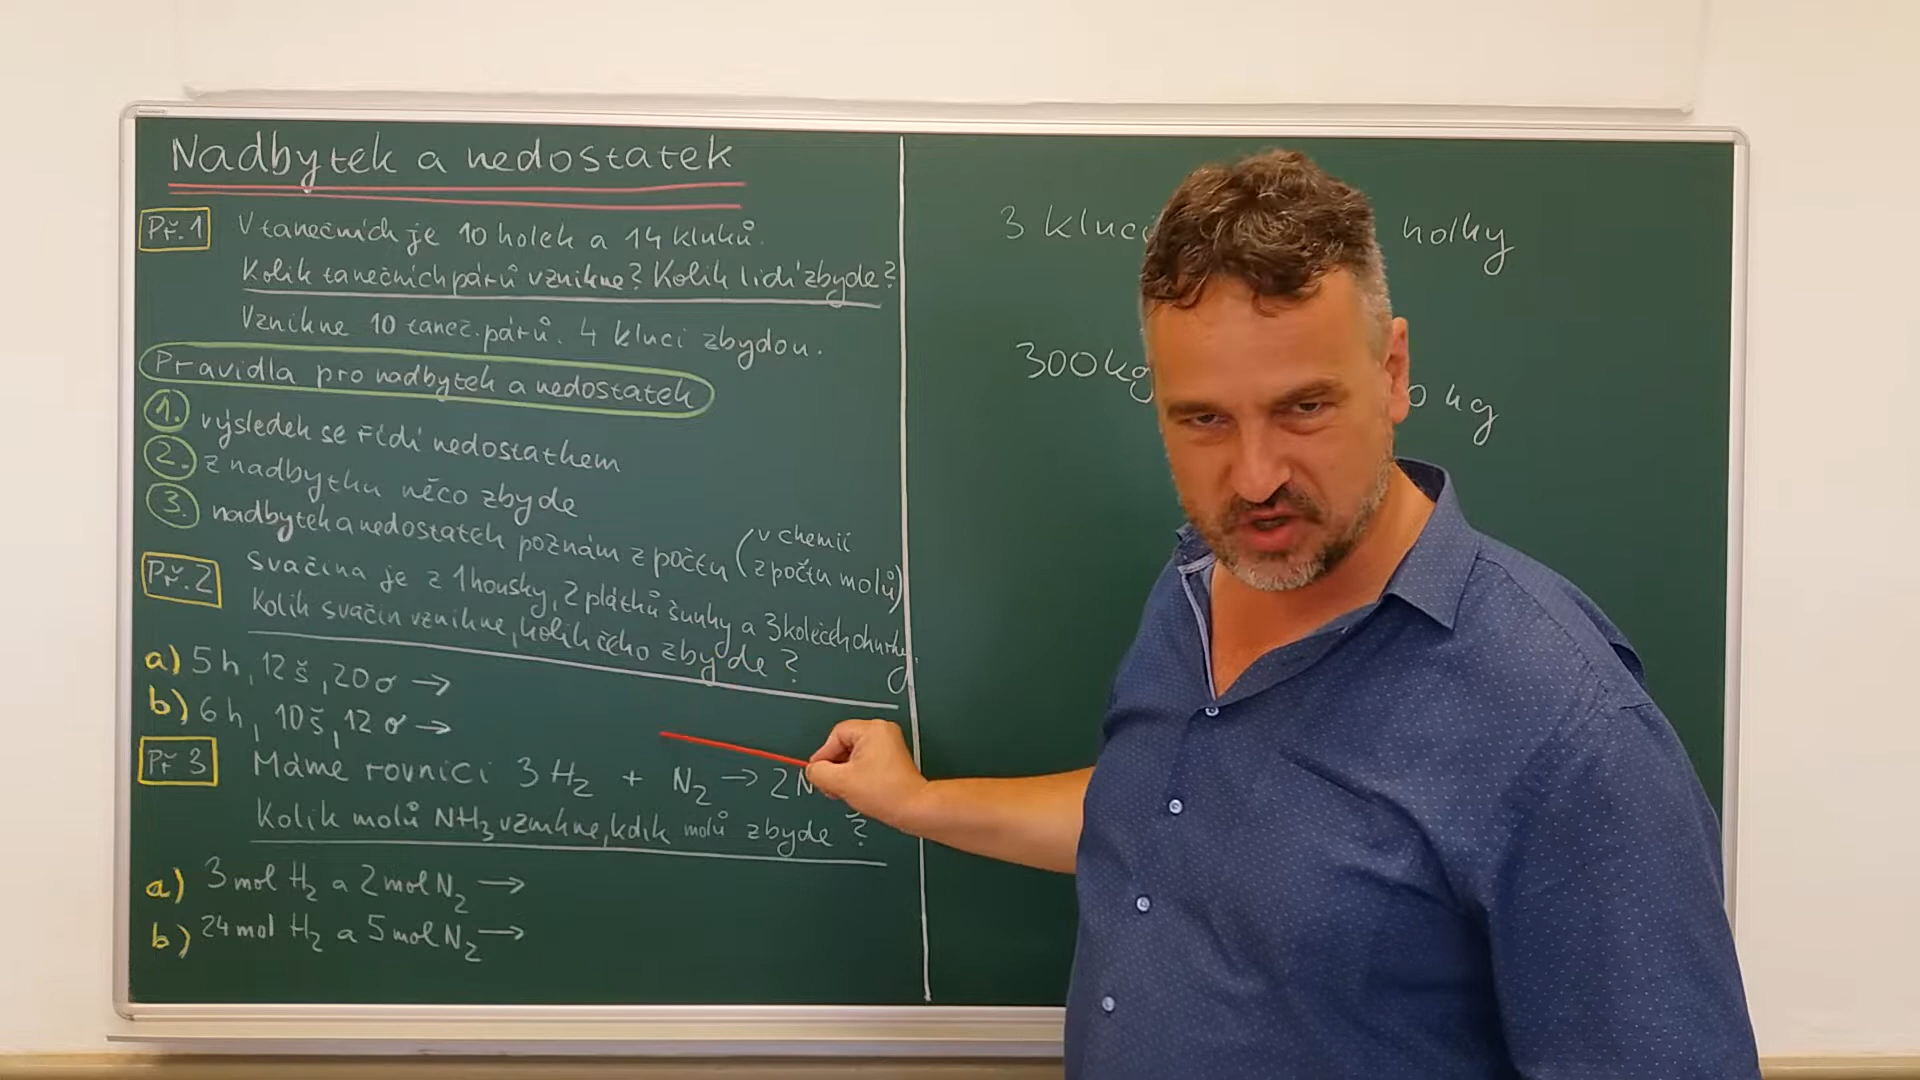 Nadbytek a nedostatek
Př.1 V tanečních je 10 holek a 14 kluků.
Kolik tanečních párů vznikne? Kolik lidí zbyde?
Vznikne 10 taneč. párů. 4 kluci zbydou.
Pravidla pro nadbytek a nedostatek
1. výsledek se řídí nedostatkem
2. z nadbytku něco zbyde
3. nadbytek a nedostatek poznám z počtu (v chemii
z počtu molů)
Př.2 Svačina je z 1 housky, 2 plátků šunky a 3 koleček okurky.
Kolik svačin vznikne, kolik čeho zbyde?
a) 5 h, 12 š, 20 o →
b) 6 h, 10 š, 12 o →
Př 3 Máme rovnici 3 H₂ + N₂ → 2N
Kolik molů NH₃ vznikne, kolik molů zbyde?
a) 3 mol H₂ a 2 mol N₂ →
b) 24 mol H₂ a 5 mol N₂ →
3 kluci holky
300 kg 0 kg